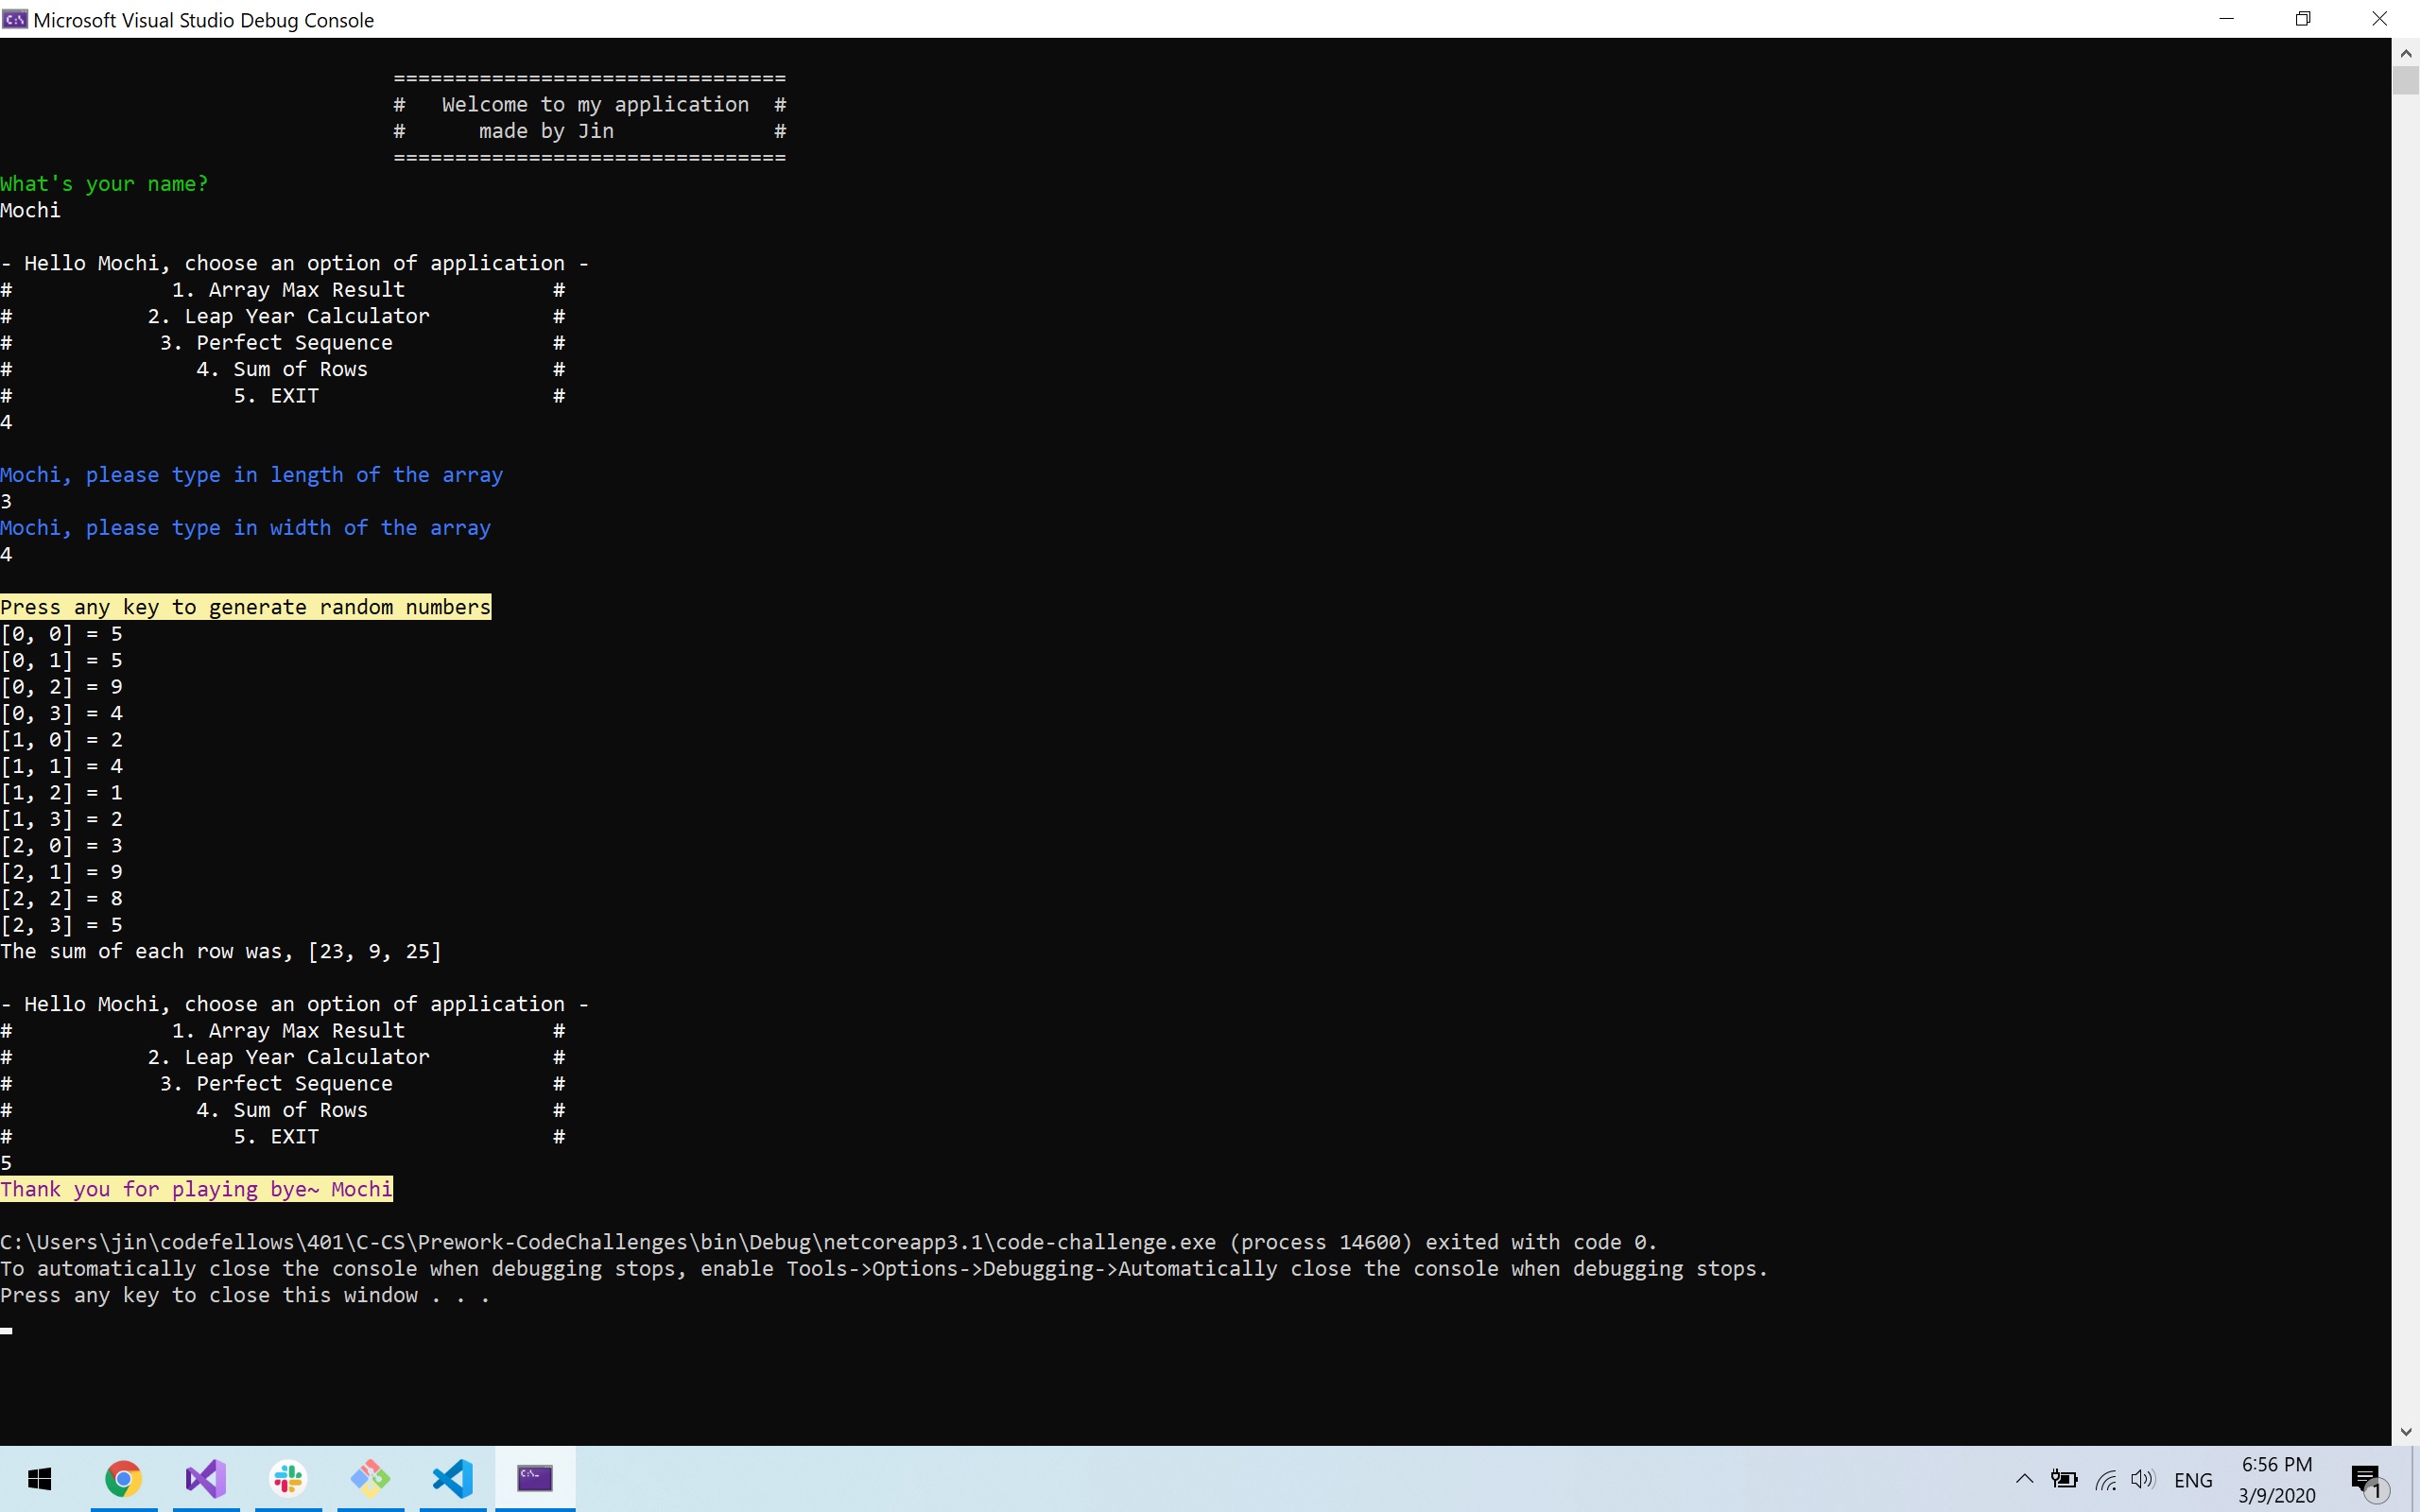 Microsoft Visual Studio Debug Console
================================
#   Welcome to my application  #
#      made by Jin             #
================================
What's your name?
Mochi
- Hello Mochi, choose an option of application -
#             1. Array Max Result            #
#           2. Leap Year Calculator          #
#            3. Perfect Sequence             #
#               4. Sum of Rows               #
#                  5. EXIT                   #
4
Mochi, please type in length of the array
3
Mochi, please type in width of the array
4
Press any key to generate random numbers
[0, 0] = 5
[0, 1] = 5
[0, 2] = 9
[0, 3] = 4
[1, 0] = 2
[1, 1] = 4
[1, 2] = 1
[1, 3] = 2
[2, 0] = 3
[2, 1] = 9
[2, 2] = 8
[2, 3] = 5
The sum of each row was, [23, 9, 25]
- Hello Mochi, choose an option of application -
#             1. Array Max Result            #
#           2. Leap Year Calculator          #
#            3. Perfect Sequence             #
#               4. Sum of Rows               #
#                  5. EXIT                   #
5
Thank you for playing bye~ Mochi
C:\Users\jin\codefellows\401\C-CS\Prework-CodeChallenges\bin\Debug\netcoreapp3.1\code-challenge.exe (process 14600) exited with code 0.
To automatically close the console when debugging stops, enable Tools->Options->Debugging->Automatically close the console when debugging stops.
Press any key to close this window . . .
ENG
6:56 PM
3/9/2020
1